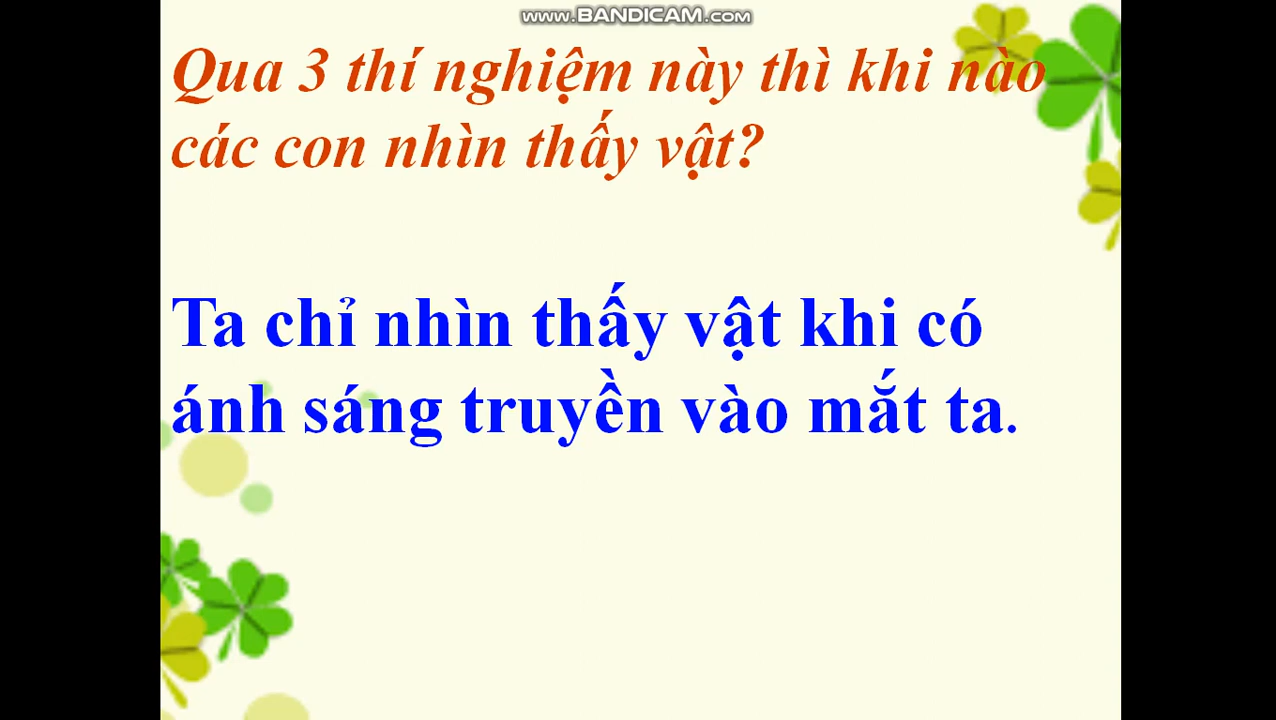 www.BANDICAM.com
Qua 3 thí nghiệm này thì khi nào
các con nhìn thấy vật?
Ta chỉ nhìn thấy vật khi có
ánh sáng truyền vào mắt ta.